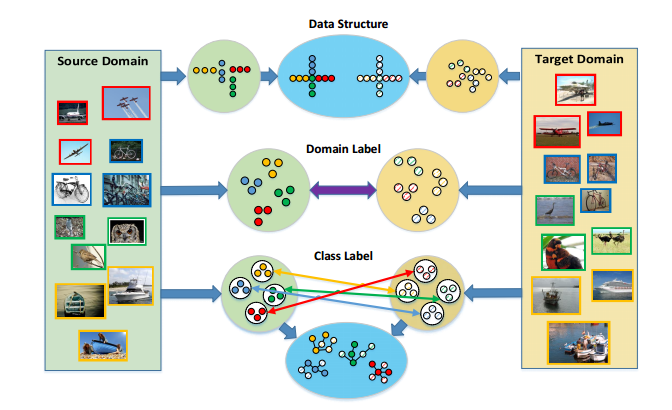 Data Structure
Source Domain
Target Domain
Domain Label
Class Label